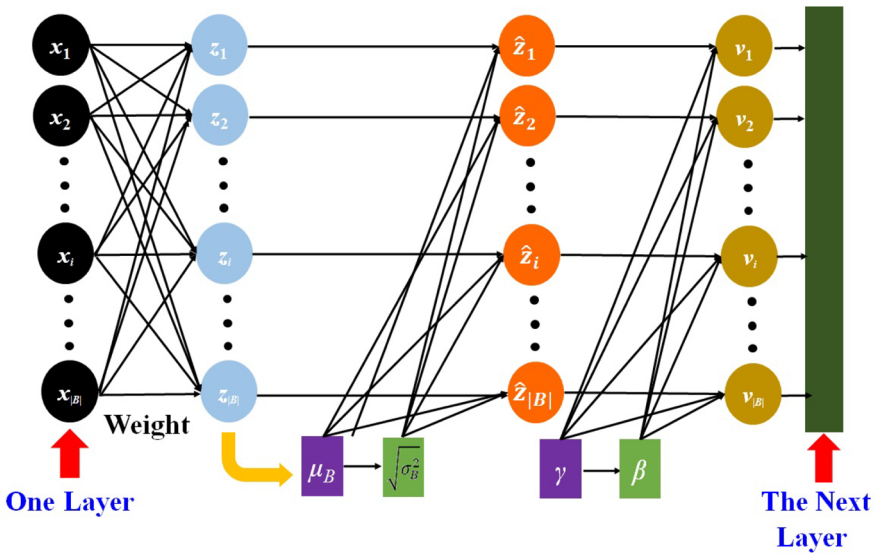 x₁ z₁ ẑ₁ v₁
x₂ z₂ ẑ₂ v₂
xᵢ zᵢ ẑᵢ vᵢ
x|B| z|B| ẑ|B| v|B|
Weight
μB √σ²B γ β
One Layer
The Next
Layer